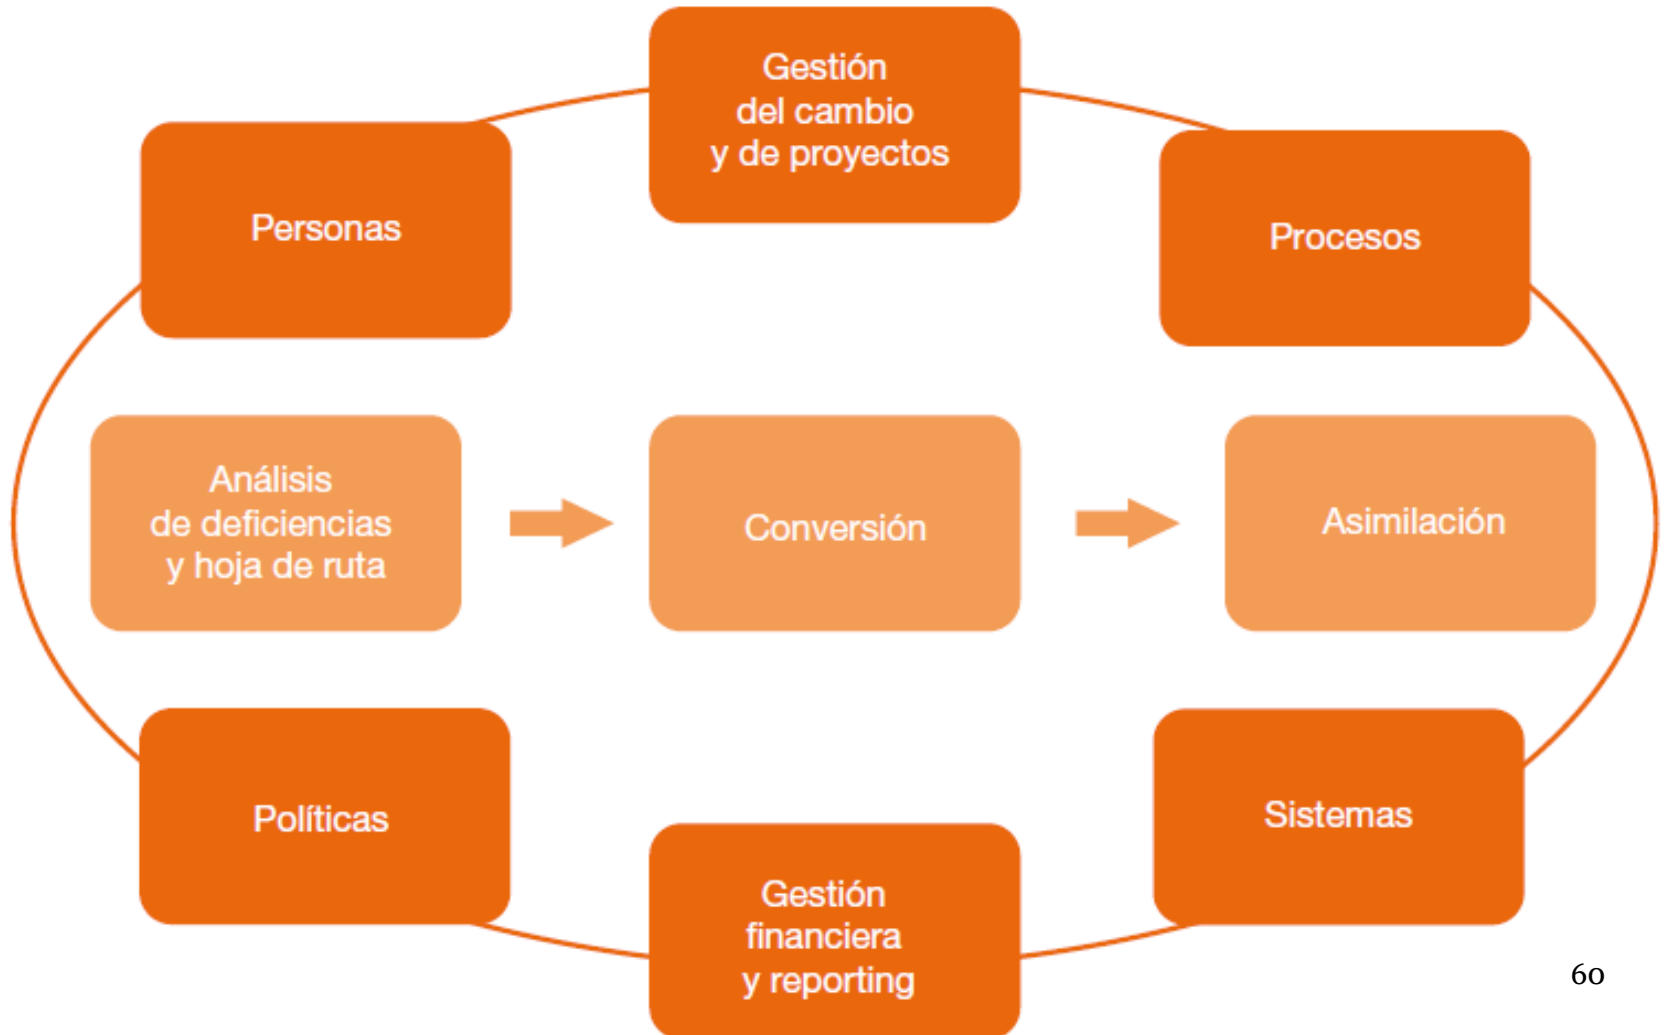 Gestión
del cambio
y de proyectos
Personas
Procesos
Análisis
de deficiencias
y hoja de ruta
Conversión
Asimilación
Políticas
Sistemas
Gestión
financiera
y reporting
60